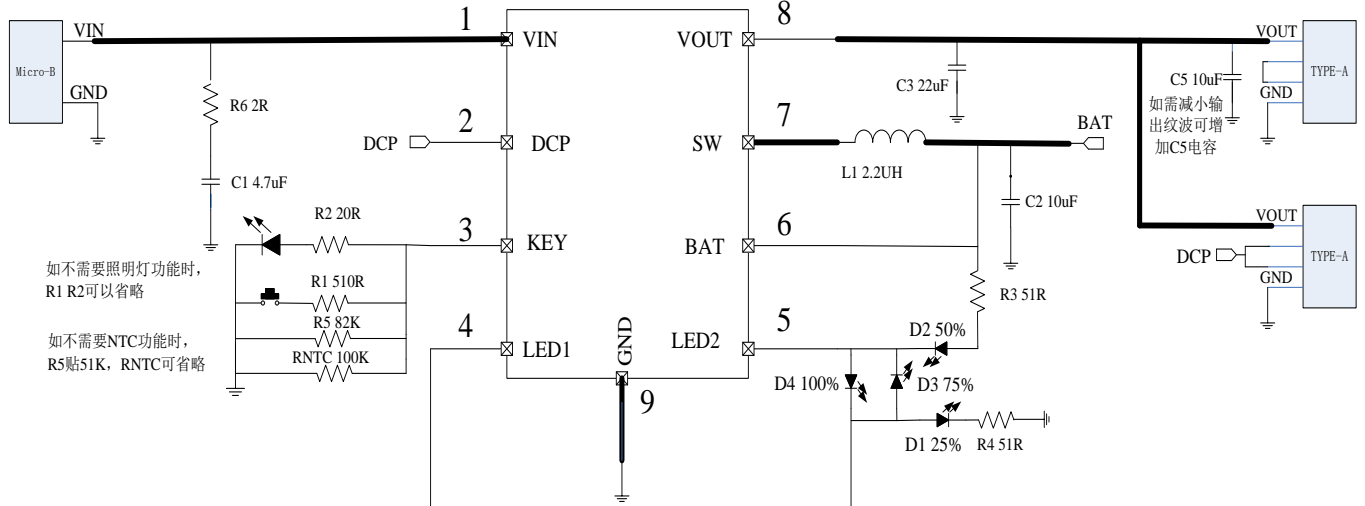 1
8
VIN
VIN
VOUT
VOUT
Micro-B
GND
C3 22uF
C5 10uF
TYPE-A
GND
R6 2R
如需减小输
出纹波可增
加C5电容
2
7
BAT
DCP
DCP
SW
L1 2.2UH
C1 4.7uF
C2 10uF
R2 20R
3
6
VOUT
KEY
BAT
DCP
TYPE-A
GND
如不需要照明灯功能时，
R1 R2可以省略
R1 510R
R3 51R
R5 82K
4
5
D2 50%
如不需要NTC功能时，
R5贴51K，RNTC可省略
RNTC 100K
LED1
GND
LED2
D4 100%
D3 75%
9
D1 25%
R4 51R